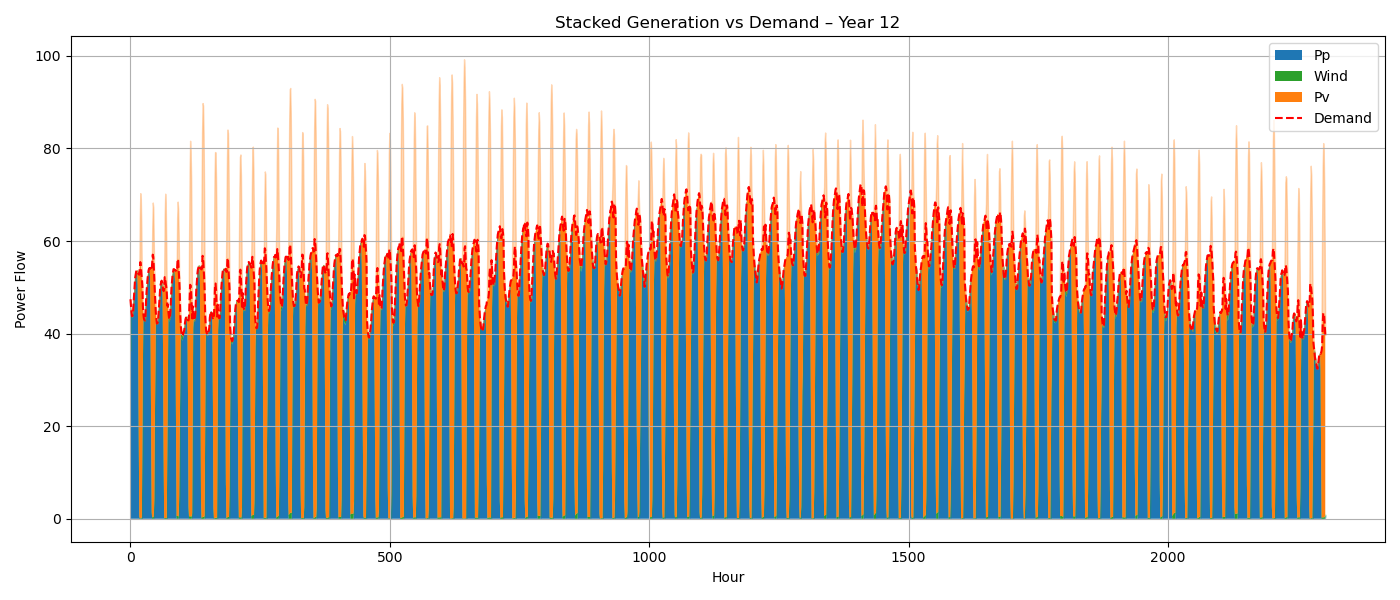 Stacked Generation vs Demand – Year 12
100
80
60
40
20
0
Power Flow
0 500 1000 1500 2000
Hour
Pp
Wind
Pv
Demand